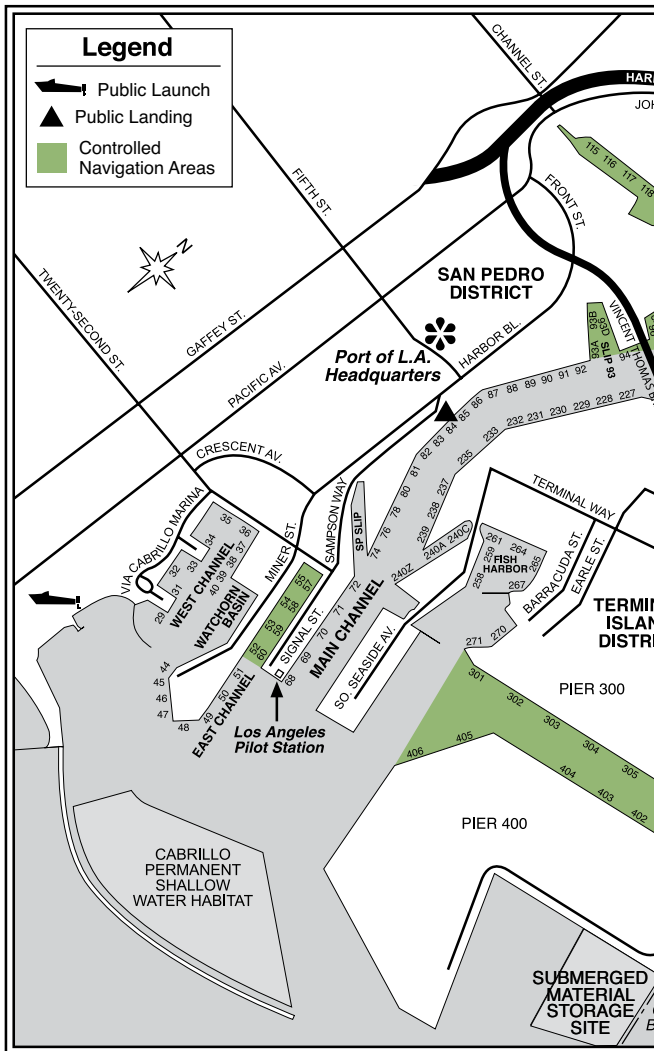 Legend
Public Launch
Public Landing
Controlled
Navigation Areas
CHANNEL ST.
HARB
JOH
115
116
117
118
FIFTH ST.
FRONT ST.
N
TWENTY-SECOND ST.
GAFFEY ST.
SAN PEDRO
DISTRICT
93B
93D
93A
SLIP 93
VINCENT THOMAS B
94
Port of L.A.
Headquarters
HARBOR BL.
PACIFIC AV.
82
83
84
85
86
87
88
89
90
91
92
227
228
229
230
231
232
233
235
237
238
239
81
80
78
76
74
72
71
70
69
68
CRESCENT AV.
SAMPSON WAY
SP SLIP
TERMINAL WAY
VIA CABRILLO MARINA
MINER ST.
35
36
37
38
39
40
34
33
32
31
29
WEST CHANNEL
WATCHORN
BASIN
55
57
54
58
53
59
52
60
SIGNAL ST.
MAIN CHANNEL
240Z
240A
240C
261
259
264
265
258
267
FISH
HARBOR
BARRACUDA ST.
EARLE ST.
TERMIN
ISLAN
DISTR
SO. SEASIDE AV.
271
270
44
45
46
47
48
49
50
51
EAST CHANNEL
Los Angeles
Pilot Station
301
302
303
304
305
PIER 300
406
405
404
403
402
PIER 400
CABRILLO
PERMANENT
SHALLOW
WATER HABITAT
SUBMERGED
MATERIAL
STORAGE
SITE